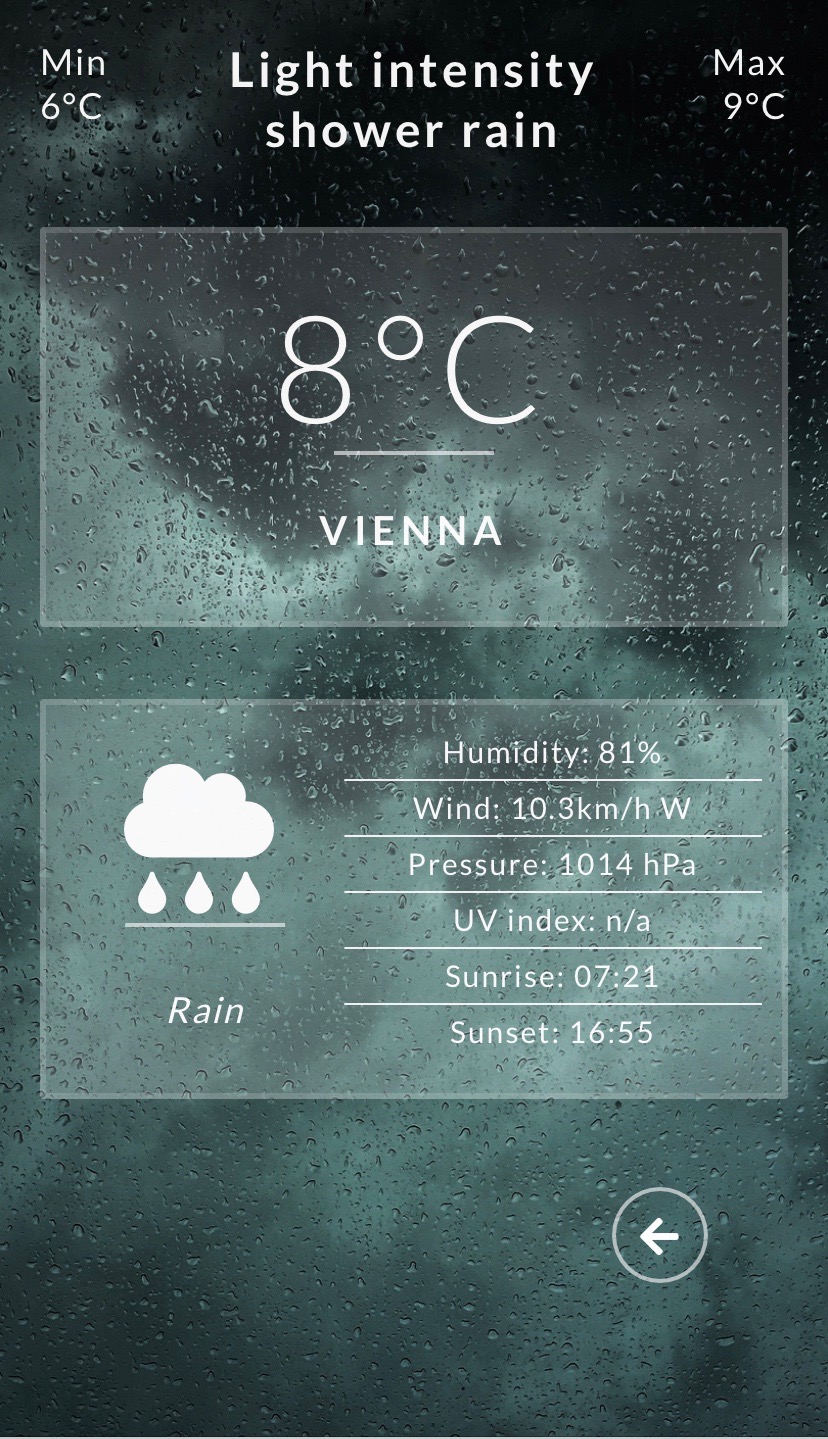 Min
6°C
Light intensity
shower rain
Max
9°C
8°C
VIENNA
Rain
Humidity: 81%
Wind: 10.3km/h W
Pressure: 1014 hPa
UV index: n/a
Sunrise: 07:21
Sunset: 16:55